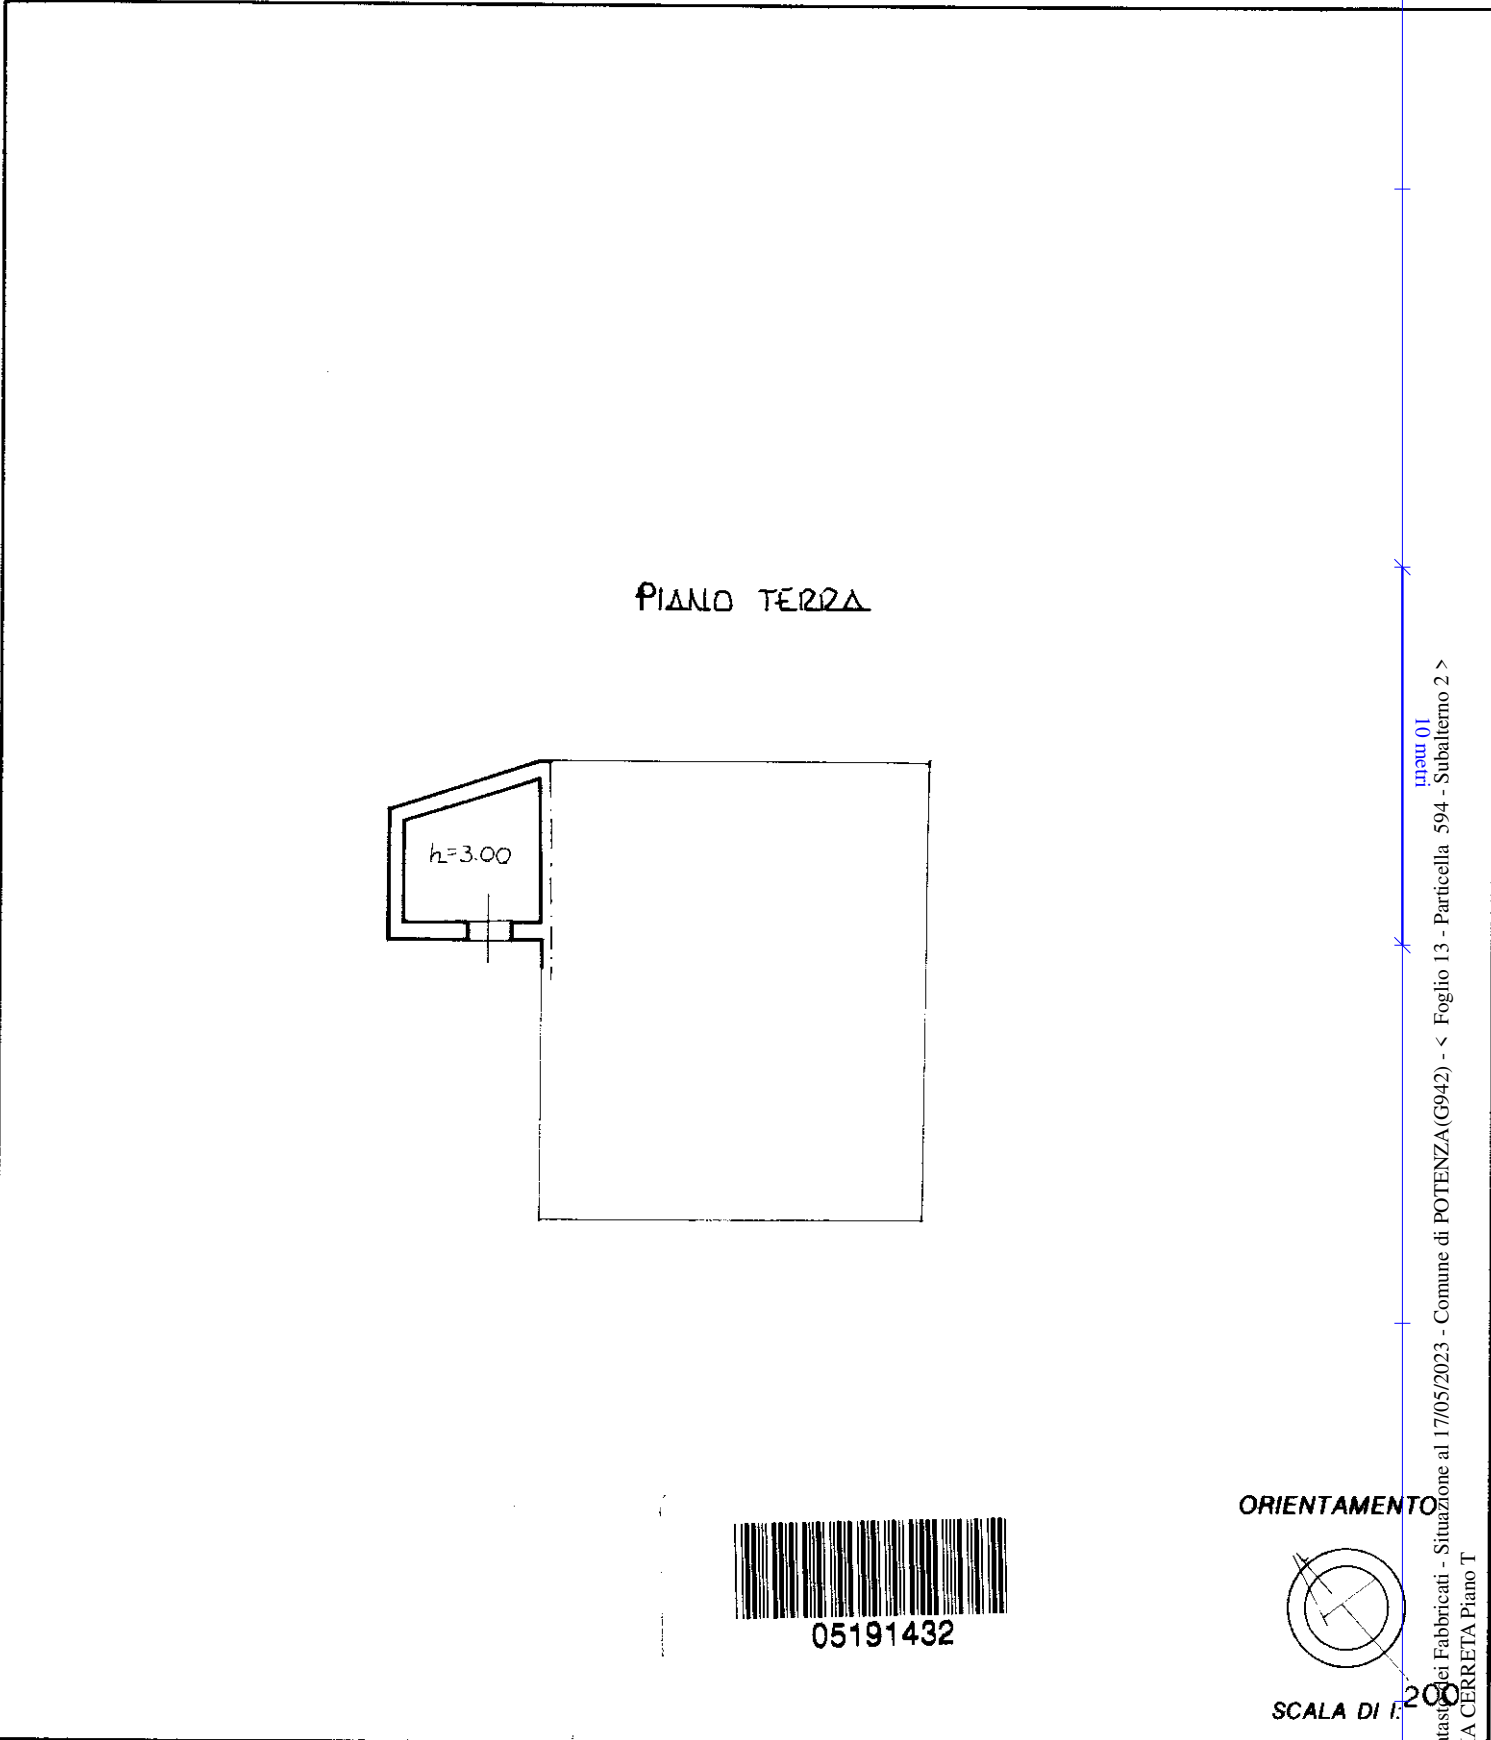 PIANO TERRA
h=3.00
10 metri
dei Fabbricati - Situazione al 17/05/2023 - Comune di POTENZA(G942) - < Foglio 13 - Particella 594 - Subalterno 2 >
CERRETA Piano T
ORIENTAMENTO
05191432
SCALA DI 1: 200